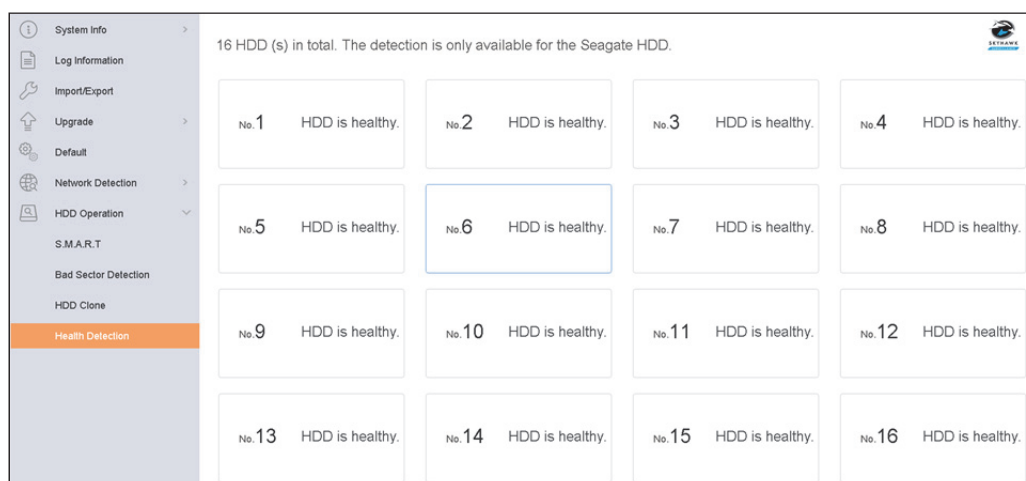 System Info
Log Information
Import/Export
Upgrade
Default
Network Detection
HDD Operation
S.M.A.R.T
Bad Sector Detection
HDD Clone
Health Detection
16 HDD (s) in total. The detection is only available for the Seagate HDD.
SKYHAWK
No.1 HDD is healthy.
No.2 HDD is healthy.
No.3 HDD is healthy.
No.4 HDD is healthy.
No.5 HDD is healthy.
No.6 HDD is healthy.
No.7 HDD is healthy.
No.8 HDD is healthy.
No.9 HDD is healthy.
No.10 HDD is healthy.
No.11 HDD is healthy.
No.12 HDD is healthy.
No.13 HDD is healthy.
No.14 HDD is healthy.
No.15 HDD is healthy.
No.16 HDD is healthy.